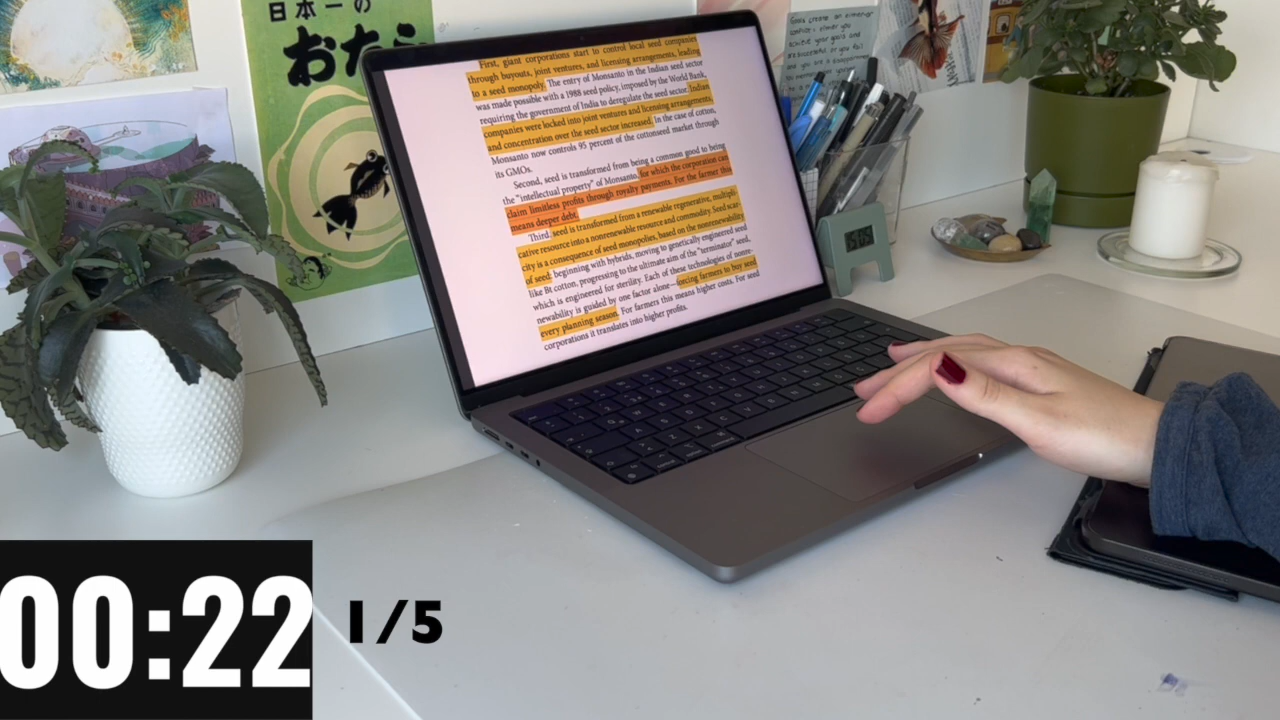 日本一の
おたら
Goals create an
achieve your goals and
First, giant corporations start to control local seed companies
through buyouts, joint ventures, and licensing arrangements, leading
to a seed monopoly. The entry of Monsanto in the Indian seed sector
was made possible with a 1988 seed policy, imposed by the World Bank,
requiring the government of India to deregulate the seed sector. Indian
companies were locked into joint ventures and licensing arrangements,
and concentration over the seed sector increased. In the case of cotton,
Monsanto now controls 95 percent of the cottonseed market through
its GMOs.
Second, seed is transformed from being a common good to being
the “intellectual property” of Monsanto, for which the corporation can
claim limitless profits through royalty payments. For the farmer this
means deeper debt.
Third, seed is transformed from a renewable regenerative, multipli-
cative resource into a nonrenewable resource and commodity. Seed scar-
city is a consequence of seed monopolies, based on the nonrenewability
of seed: beginning with hybrids, moving to genetically engineered seed
like Bt cotton, progressing to the ultimate aim of the “terminator” seed,
which is engineered for sterility. Each of these technologies of nonre-
newability is guided by one factor alone—forcing farmers to buy seed
every planning season. For farmers this means higher costs. For seed
corporations it translates into higher profits.
00:22
1/5